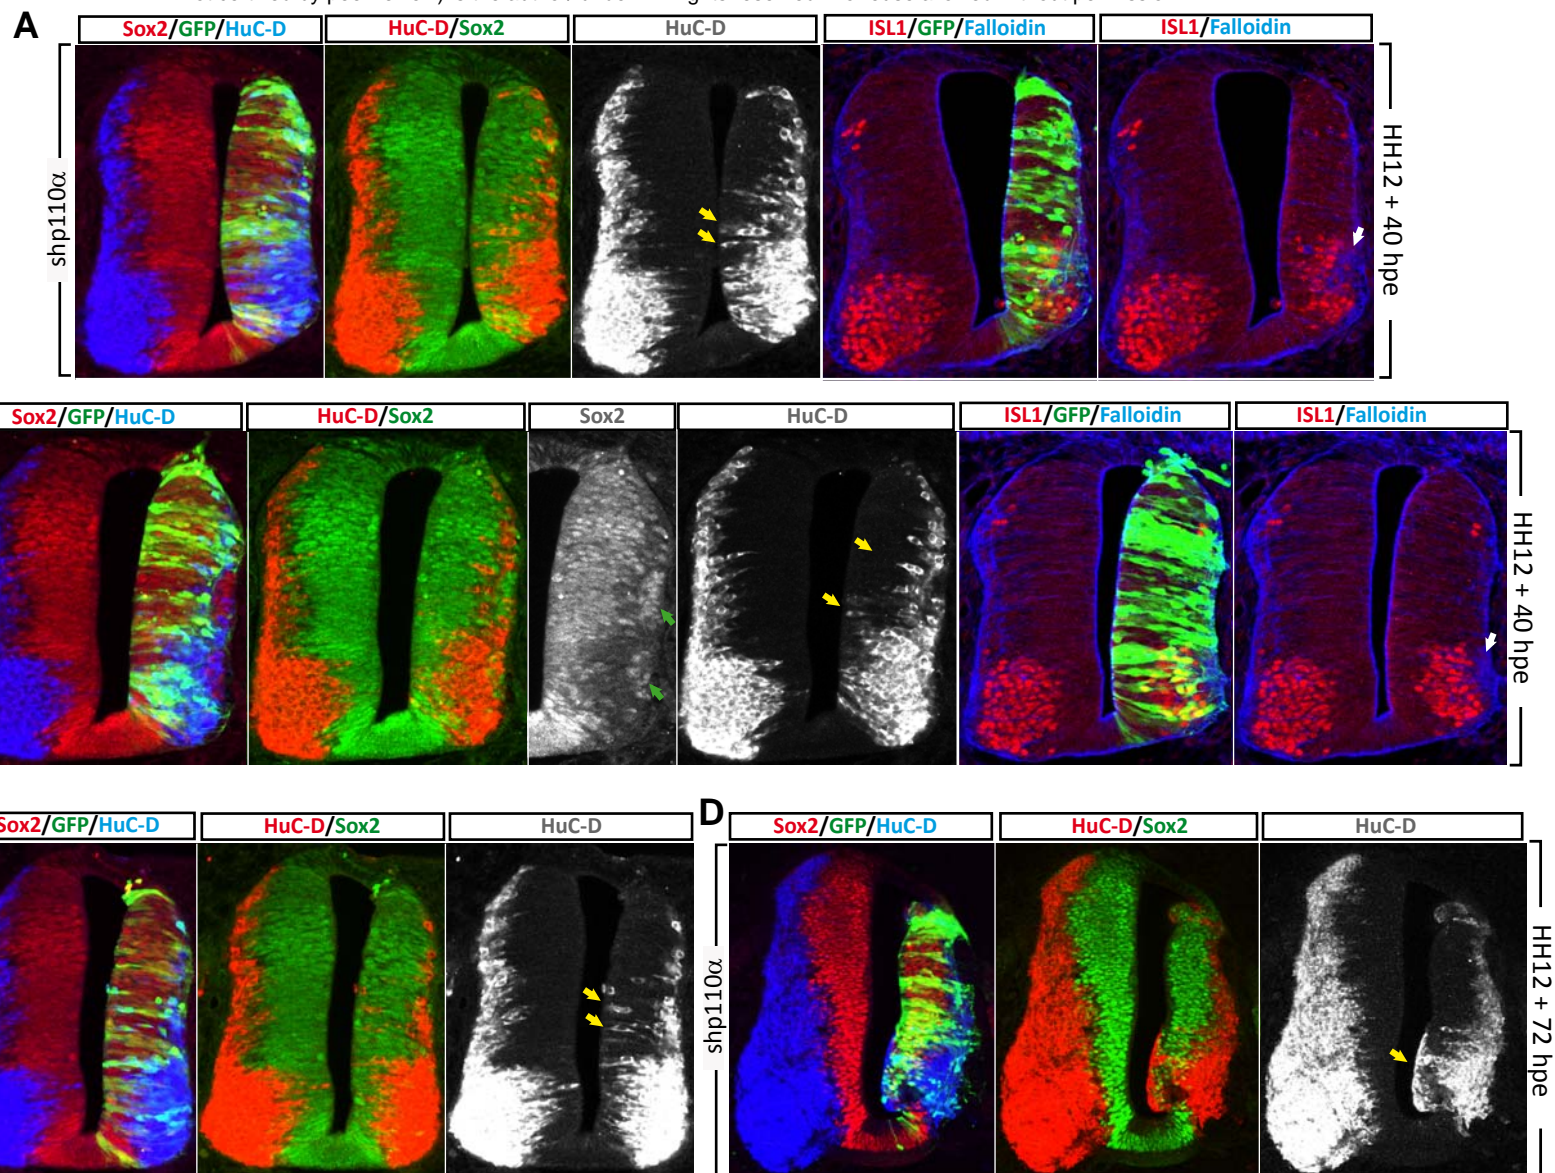 A
Sox2/GFP/HuC-D
HuC-D/Sox2
HuC-D
ISL1/GFP/Falloidin
ISL1/Falloidin
shp110α
HH12 + 40 hpe
Sox2/GFP/HuC-D
HuC-D/Sox2
Sox2
HuC-D
ISL1/GFP/Falloidin
ISL1/Falloidin
HH12 + 40 hpe
Sox2/GFP/HuC-D
HuC-D/Sox2
HuC-D
D
Sox2/GFP/HuC-D
HuC-D/Sox2
HuC-D
shp110α
HH12 + 72 hpe